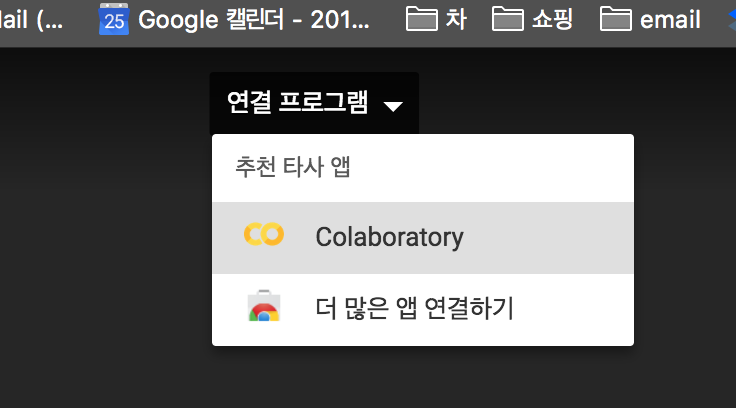 ail (... 25 Google 캘린더 - 201... 차 쇼핑 email
연결 프로그램
추천 타사 앱
Colaboratory
더 많은 앱 연결하기